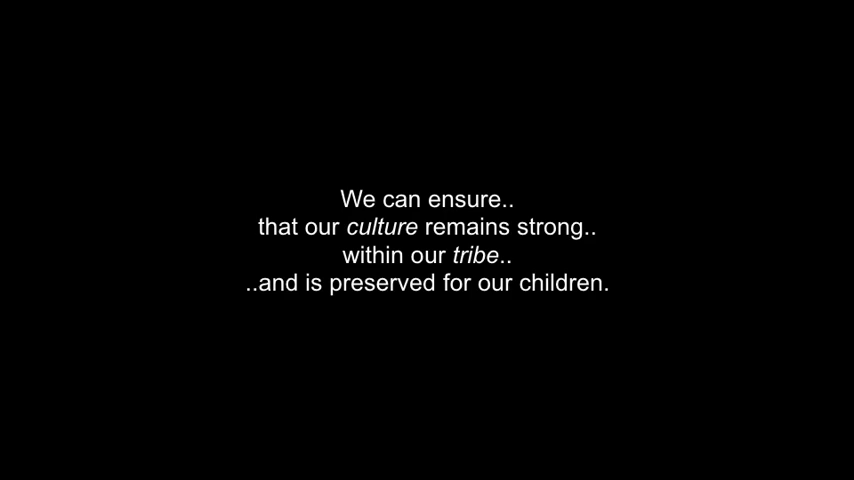 We can ensure..
that our culture remains strong..
within our tribe..
..and is preserved for our children.